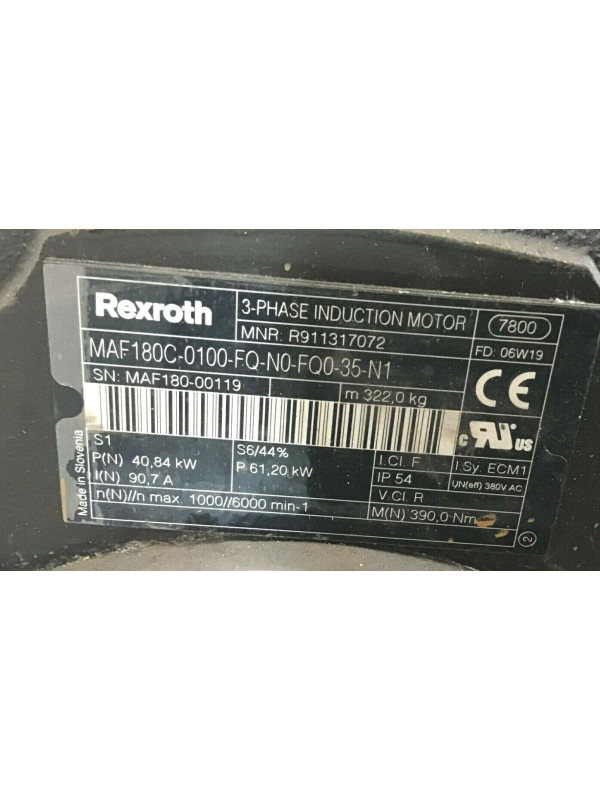 Rexroth
3-PHASE INDUCTION MOTOR
7800
MNR: R911317072
FD: 06W19
MAF180C-0100-FQ-N0-FQ0-35-N1
SN: MAF180-00119
m 322,0 kg
CE
c RU US
Made in Slovenia
S1
S6/44%
I.Cl. F
I.Sy. ECM1
P(N) 40,84 kW
P 61,20 kW
IP 54
UN(eff) 380V AC
I(N) 90,7 A
V.Cl. R
n(N)//n max. 1000//6000 min-1
M(N) 390,0 Nm
2